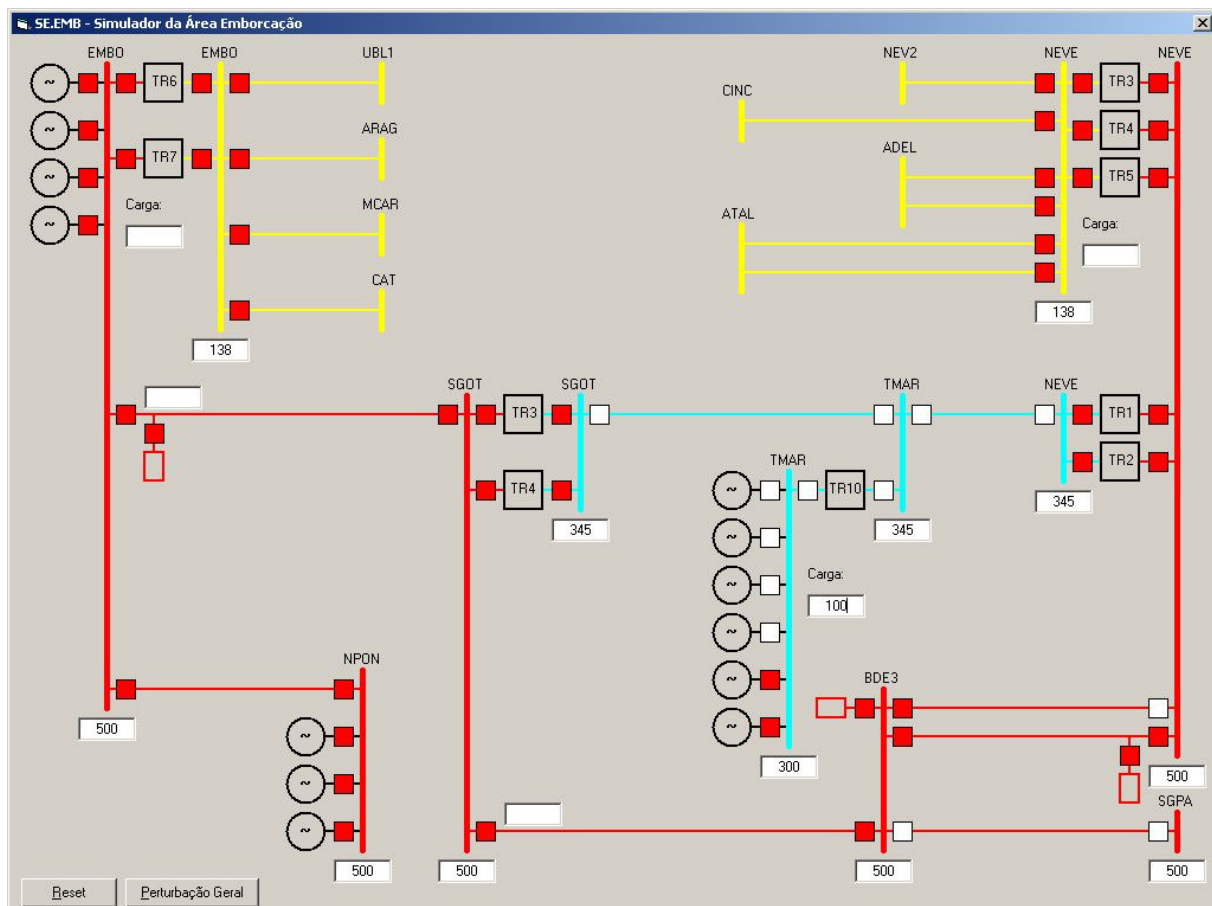 SE.EMB - Simulador da Área Emborcação
EMBO EMBO UBL1 NEV2 NEVE NEVE
~ TR6 TR3
CINC
~ ARAG TR4
~ TR7 ADEL TR5
Carga: MCAR ATAL Carga:
~
CAT
138
138
SGOT SGOT TMAR NEVE
TR3 TR1
TMAR TR2
~ TR4 TR10
345 345 345
~
Carga:
~ 100
~
NPON
~ BDE3
500 ~
~ 300
500
~ SGPA
~
500 500 500 500
Reset Perturbação Geral